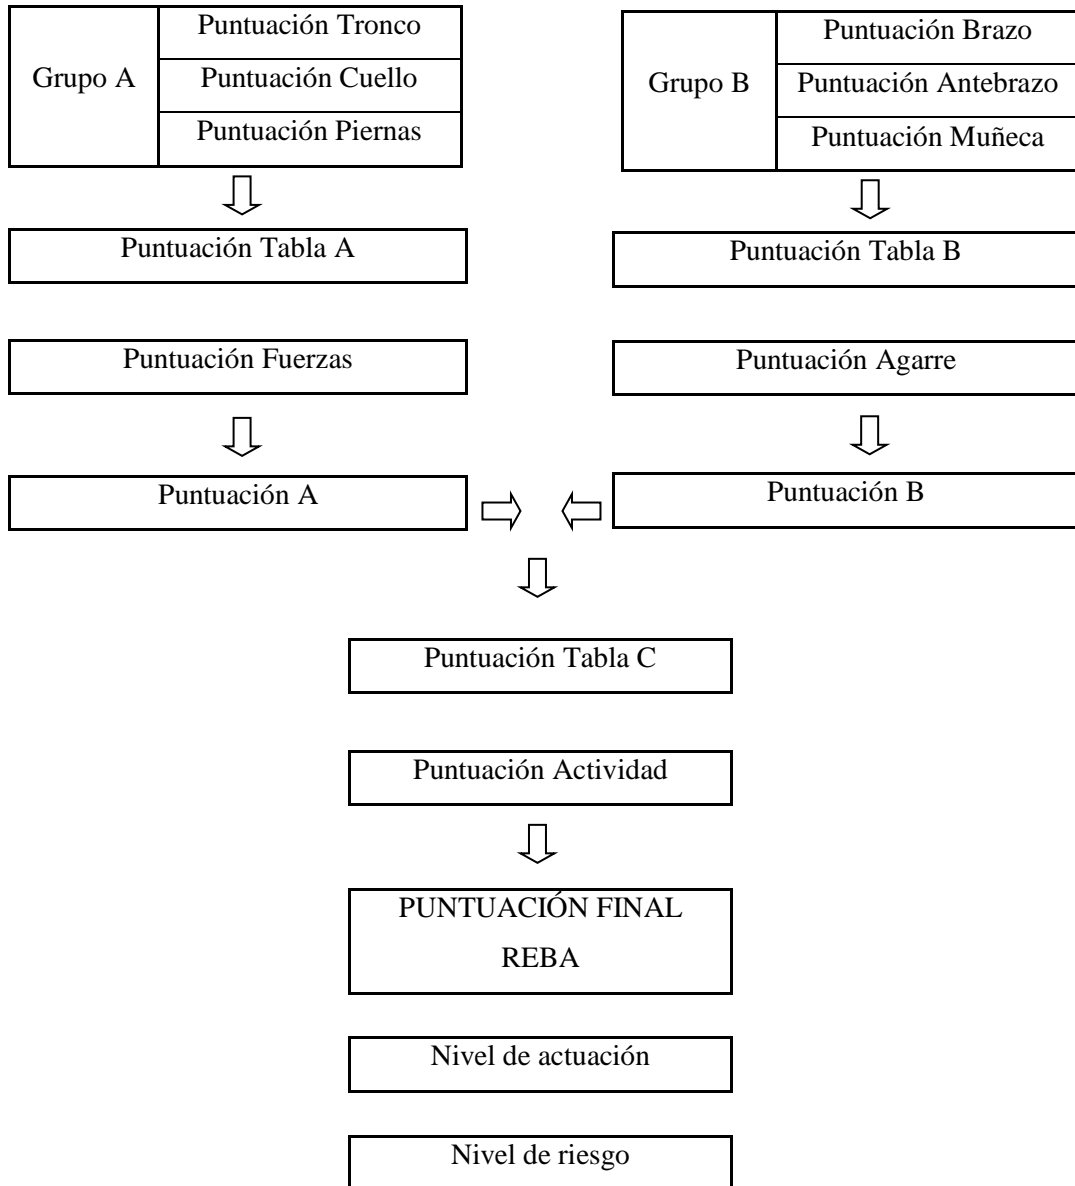 Grupo A
Puntuación Tronco
Puntuación Cuello
Puntuación Piernas
Grupo B
Puntuación Brazo
Puntuación Antebrazo
Puntuación Muñeca
Puntuación Tabla A
Puntuación Tabla B
Puntuación Fuerzas
Puntuación Agarre
Puntuación A
Puntuación B
Puntuación Tabla C
Puntuación Actividad
PUNTUACIÓN FINAL
REBA
Nivel de actuación
Nivel de riesgo